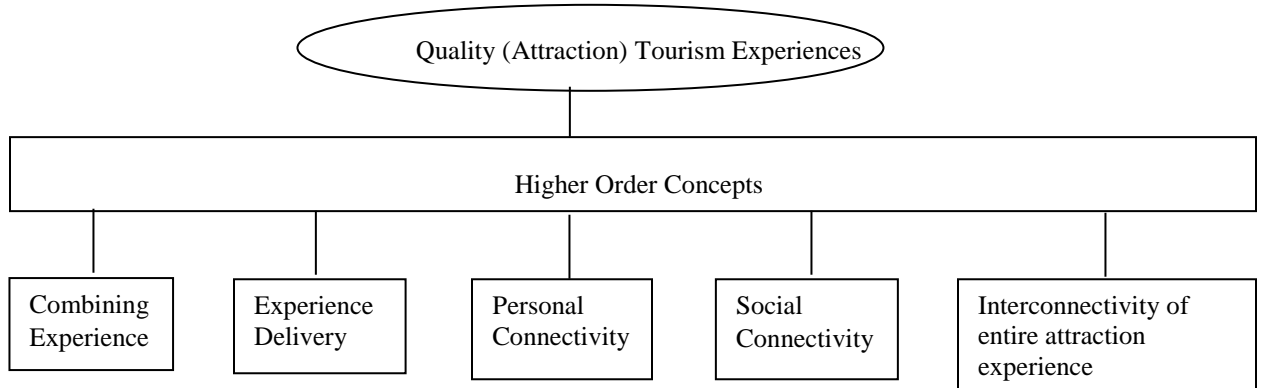 Quality (Attraction) Tourism Experiences
Higher Order Concepts
Combining
Experience
Experience
Delivery
Personal
Connectivity
Social
Connectivity
Interconnectivity of
entire attraction
experience